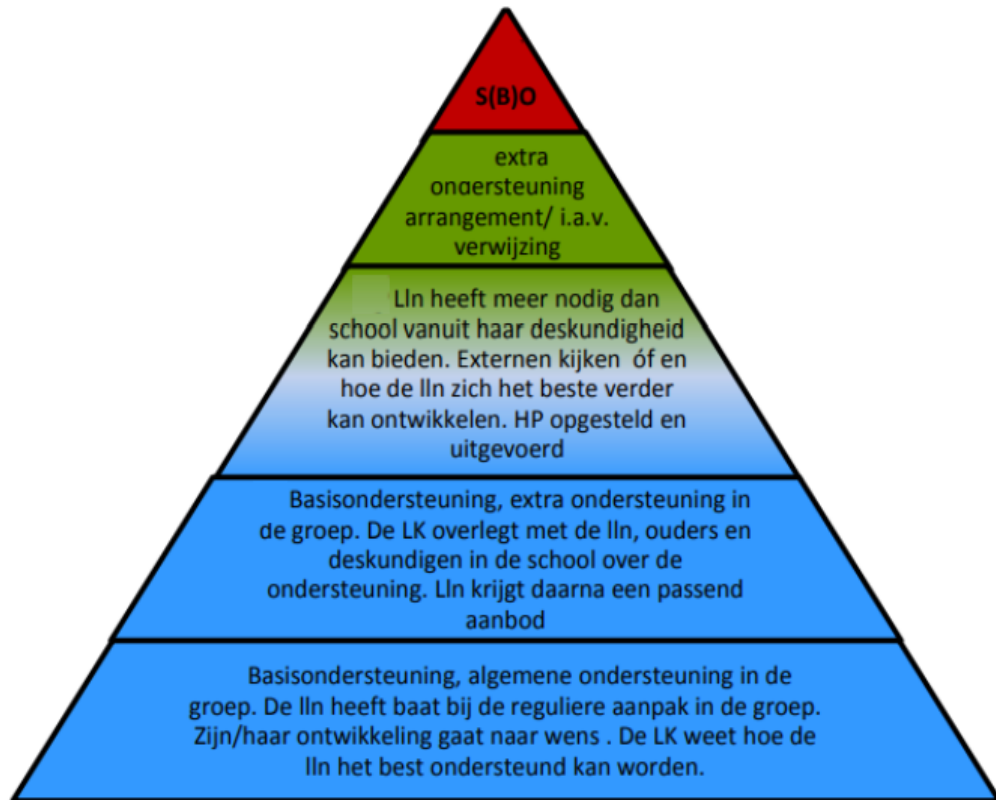 S(B)O
extra
ondersteuning
arrangement/ i.a.v.
verwijzing
Lln heeft meer nodig dan
school vanuit haar deskundigheid
kan bieden. Externen kijken óf en
hoe de lln zich het beste verder
kan ontwikkelen. HP opgesteld en
uitgevoerd
Basisondersteuning, extra ondersteuning in
de groep. De LK overlegt met de lln, ouders en
deskundigen in de school over de
ondersteuning. Lln krijgt daarna een passend
aanbod
Basisondersteuning, algemene ondersteuning in de
groep. De lln heeft baat bij de reguliere aanpak in de groep.
Zijn/haar ontwikkeling gaat naar wens . De LK weet hoe de
lln het best ondersteund kan worden.